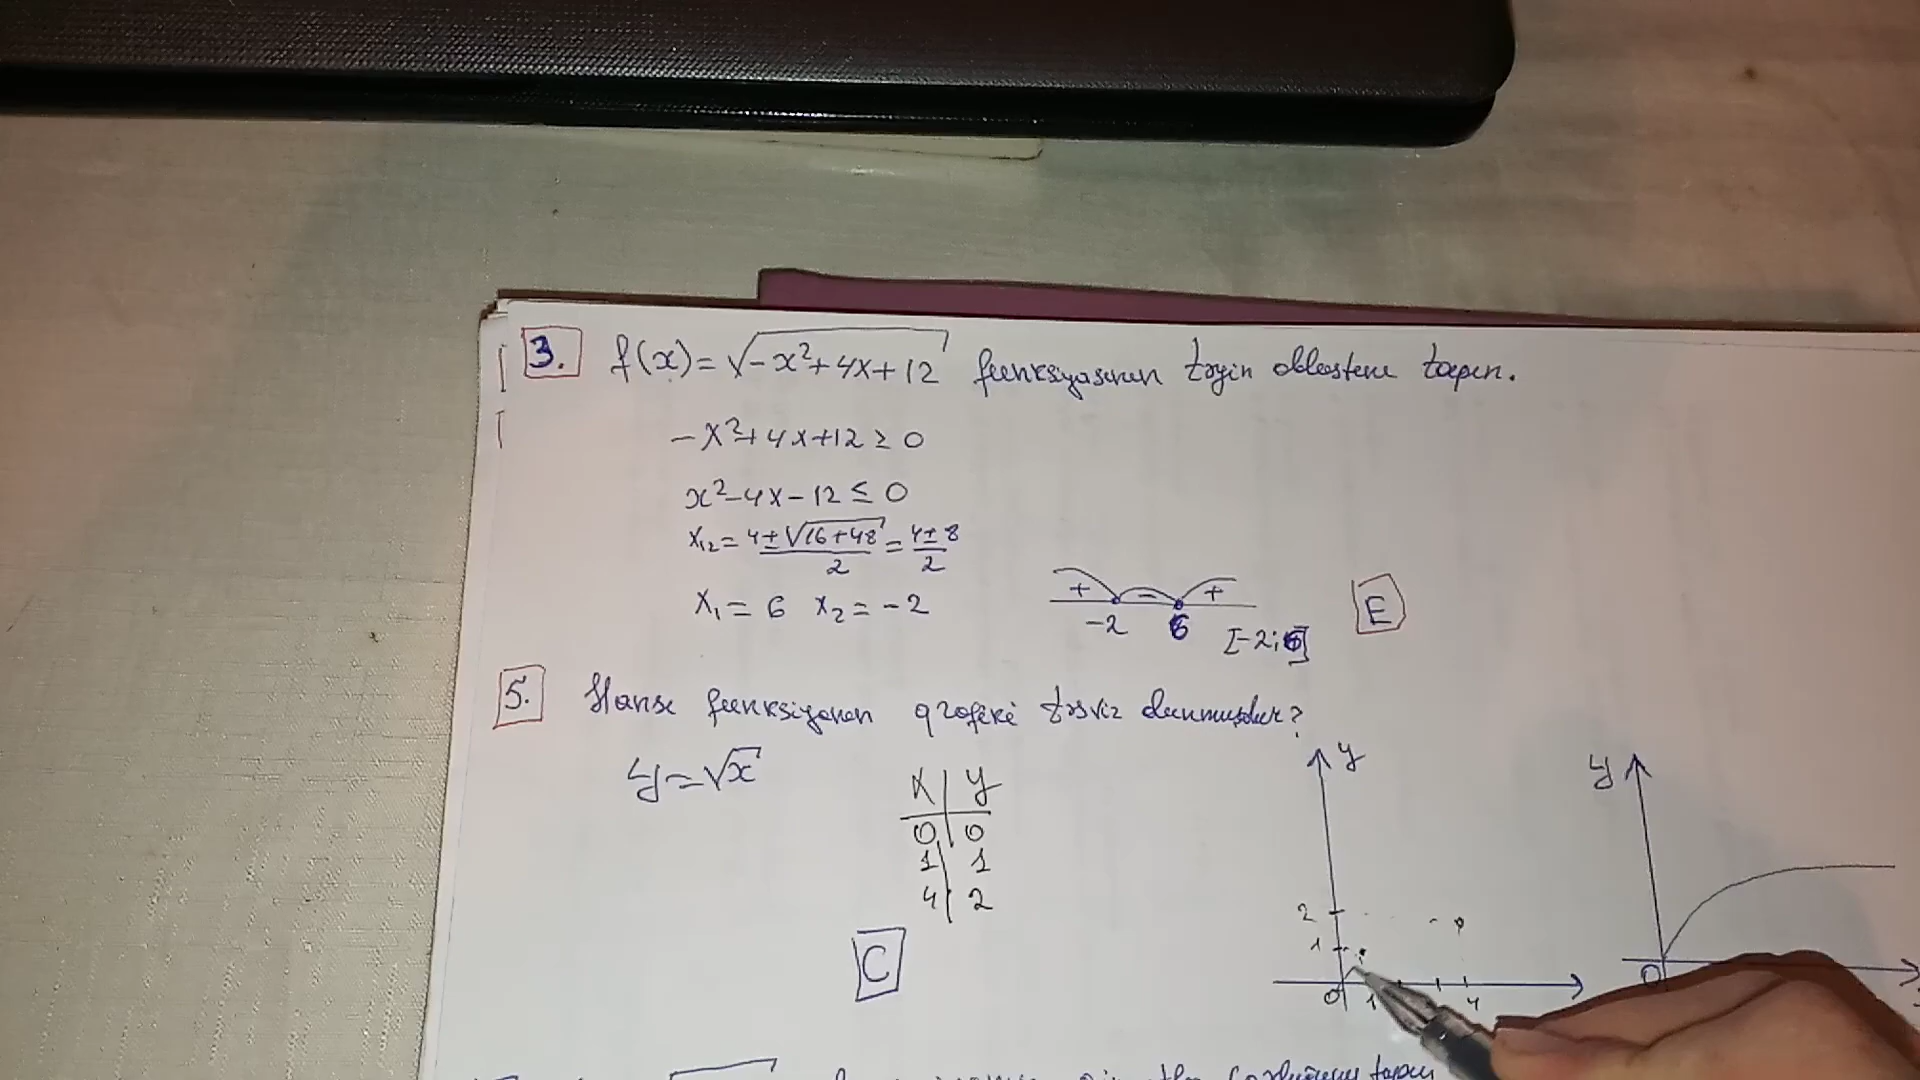 3. f(x) = √(-x²+4x+12) funksiyasının təyin oblastını tapın.
-x²+4x+12 ≥ 0
x²-4x-12 ≤ 0
x₁₂ = (4±√(16+48))/2 = (4±8)/2
x₁ = 6 x₂ = -2
+ - +
-2 6
[-2;6]
E
5. Hansı funksiyanın qrafiki təsvir olunmuşdur?
y = √x
x | y
0 | 0
1 | 1
4 | 2
C
y
2
1
0 1 4
y
0
tapın